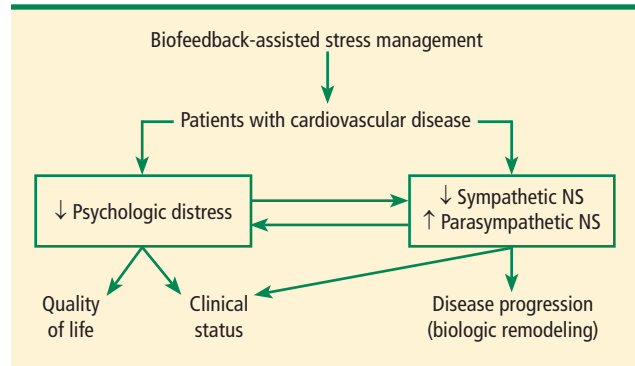 Biofeedback-assisted stress management
Patients with cardiovascular disease
↓ Psychologic distress
↓ Sympathetic NS
↑ Parasympathetic NS
Quality
of life
Clinical
status
Disease progression
(biologic remodeling)